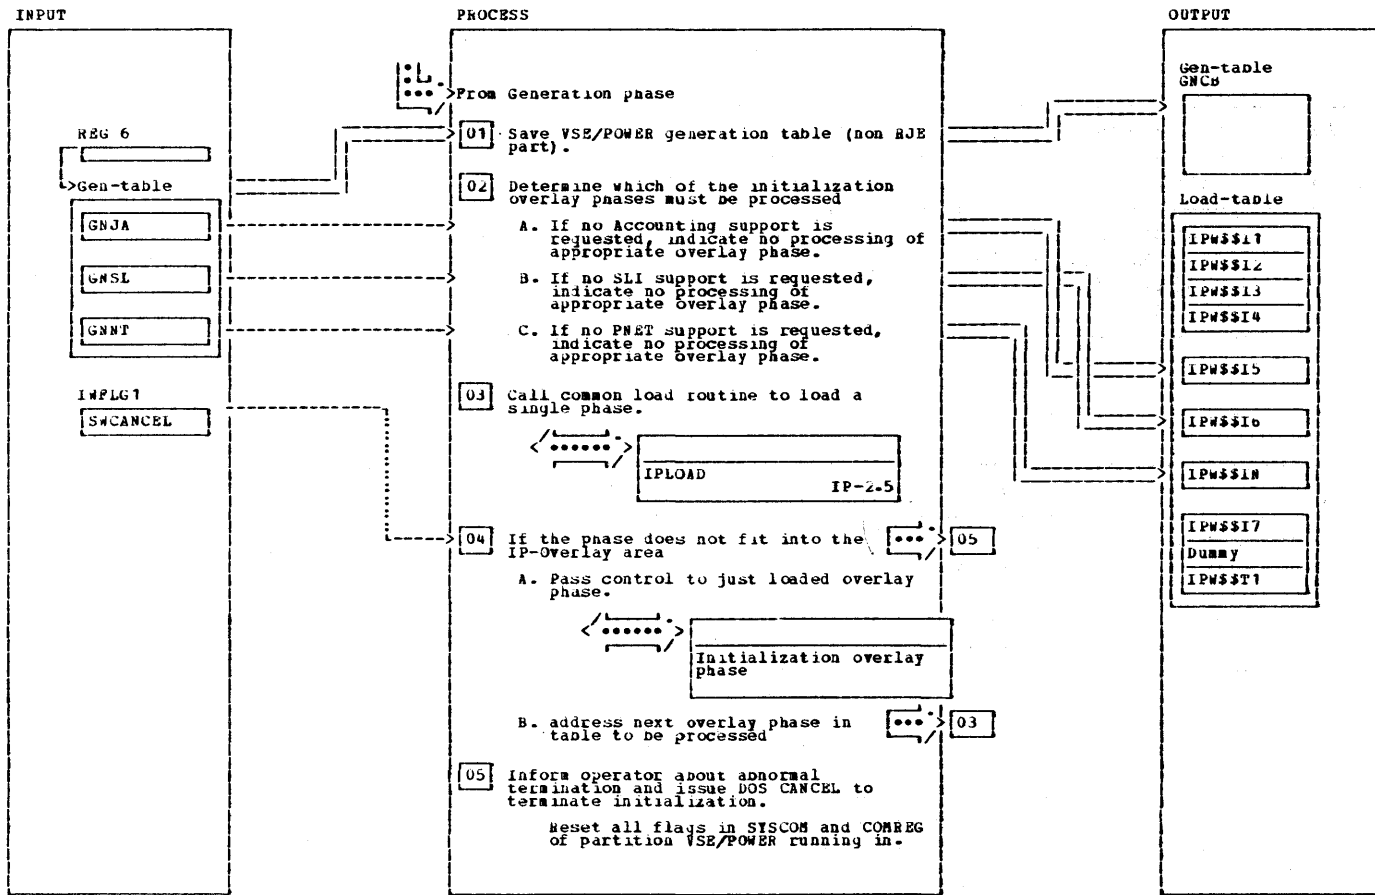 INPUT
PROCESS
OUTPUT
From Generation phase
REG 6
Gen-table
GNJA
GNSL
GNNT
IWFLG1
SWCANCEL
01 Save VSE/POWER generation table (non RJE
part).
02 Determine which of the initialization
overlay phases must be processed
A. If no Accounting support is
requested, indicate no processing of
appropriate overlay phase.
B. If no SLI support is requested,
indicate no processing of
appropriate overlay phase.
C. If no PNET support is requested,
indicate no processing of
appropriate overlay phase.
03 Call common load routine to load a
single phase.
IPLOAD
IP-2.5
04 If the phase does not fit into the
IP-Overlay area
05
A. Pass control to just loaded overlay
phase.
Initialization overlay
phase
B. address next overlay phase in
table to be processed
03
05 Inform operator about abnormal
termination and issue DOS CANCEL to
terminate initialization.
Reset all flags in SYSCOM and COMREG
of partition VSE/POWER running in.
Gen-table
GNCB
Load-table
IPW$$I1
IPW$$I2
IPW$$I3
IPW$$I4
IPW$$I5
IPW$$I6
IPW$$IN
IPW$$I7
Dummy
IPW$$T1